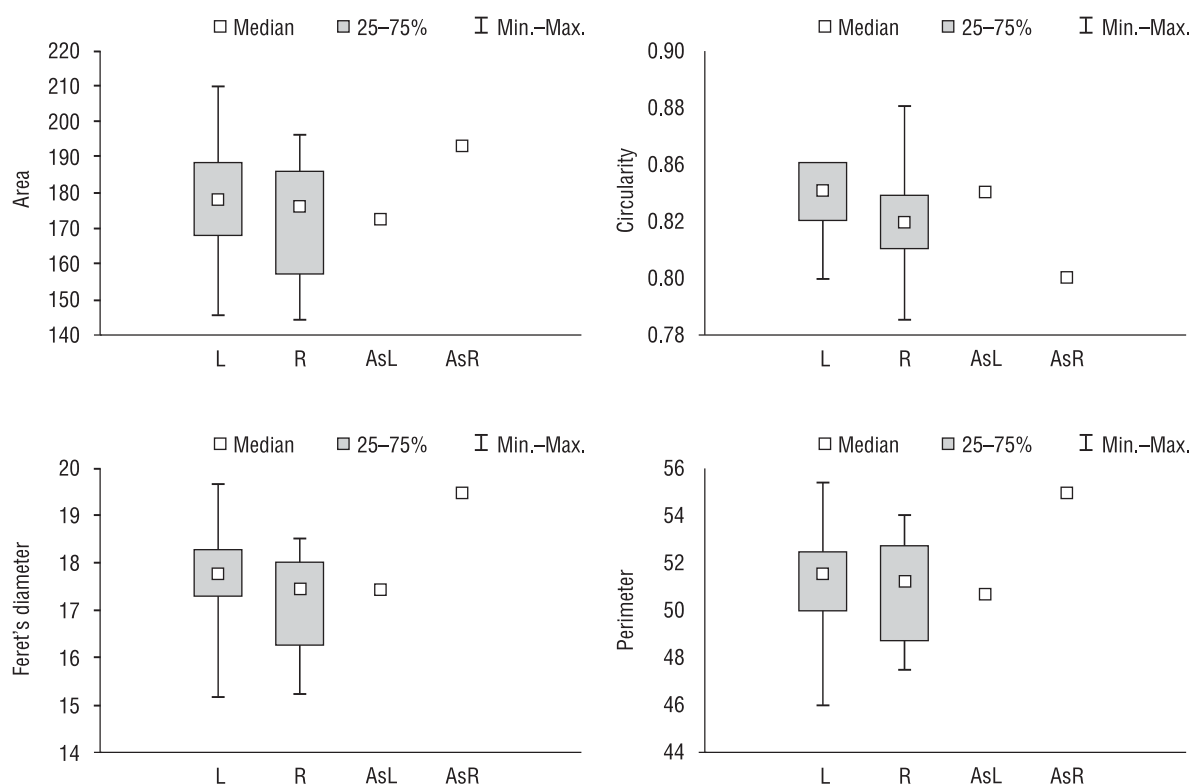 Median 25–75% Min.–Max.
220
210
200
190
180
170
160
150
140
Area
L R AsL AsR
Median 25–75% Min.–Max.
0.90
0.88
0.86
0.82
0.80
0.78
Circularity
L R AsL AsR
Median 25–75% Min.–Max.
20
19
18
17
16
15
14
Feret's diameter
L R AsL AsR
Median 25–75% Min.–Max.
56
54
52
50
48
46
44
Perimeter
L R AsL AsR